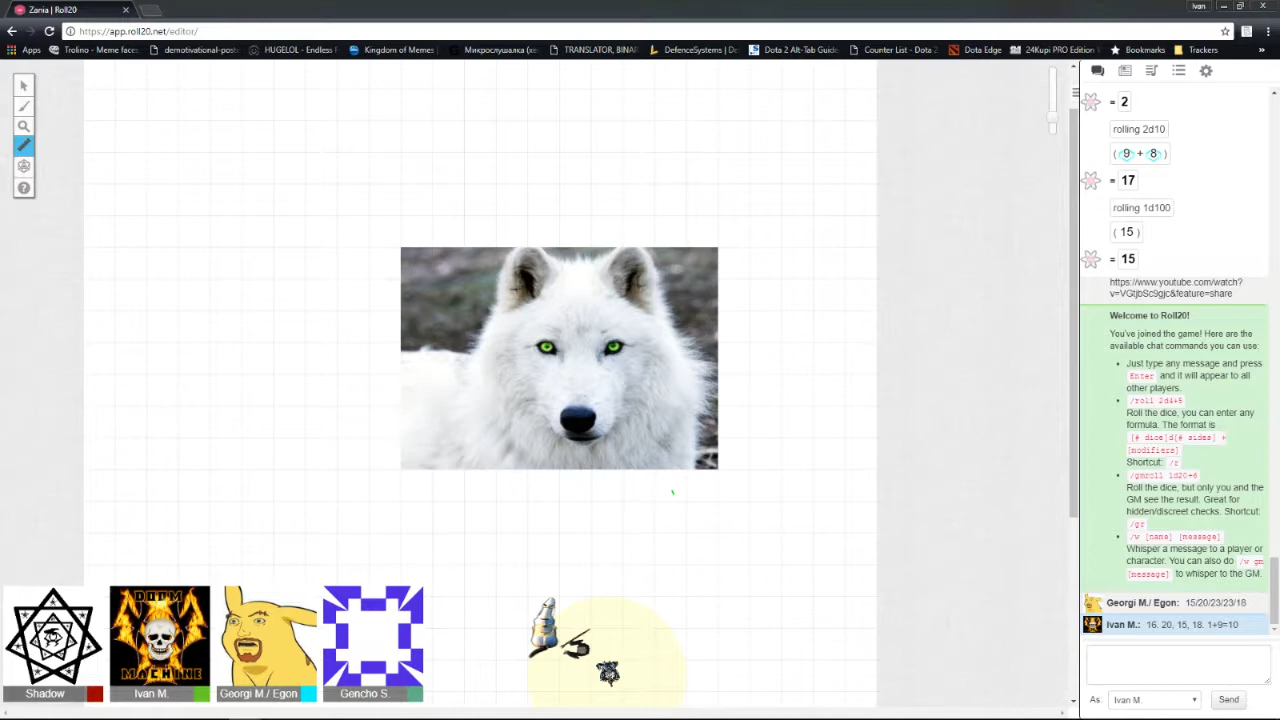 Zania | Roll20
Ivan
https://app.roll20.net/editor/
Apps
Trolino - Meme faces
demotivational-poste
HUGELOL - Endless F
Kingdom of Memes |
Микрослушалка (кес
TRANSLATOR, BINAR
DefenceSystems | De
Dota 2 Alt-Tab Guide
Counter List - Dota 2
Dota Edge
24Kupi PRO Edition V
Bookmarks
Trackers
»
= 2
rolling 2d10
( 9 + 8 )
= 17
rolling 1d100
( 15 )
= 15
https://www.youtube.com/watch?
v=VGtjbSc9gjc&feature=share
Welcome to Roll20!
You've joined the game! Here are the
available chat commands you can use:
• Just type any message and press
Enter and it will appear to all
other players.
• /roll 2d4+5
Roll the dice, you can enter any
formula. The format is
[# dice]d[# sides] +
[modifiers]
Shortcut: /r
• /gmroll 1d20+6
Roll the dice, but only you and the
GM see the result. Great for
hidden/discreet checks. Shortcut:
/gr
• /w [name] [message]
Whisper a message to a player or
character. You can also do /w gm
[message] to whisper to the GM.
Georgi M./ Egon: 15/20/23/23/18
Ivan M.: 16. 20, 15, 18. 1+9=10
As: Ivan M.
Send
DOOM
MACHINE
Shadow
Ivan M.
Georgi M / Egon
Gencho S.